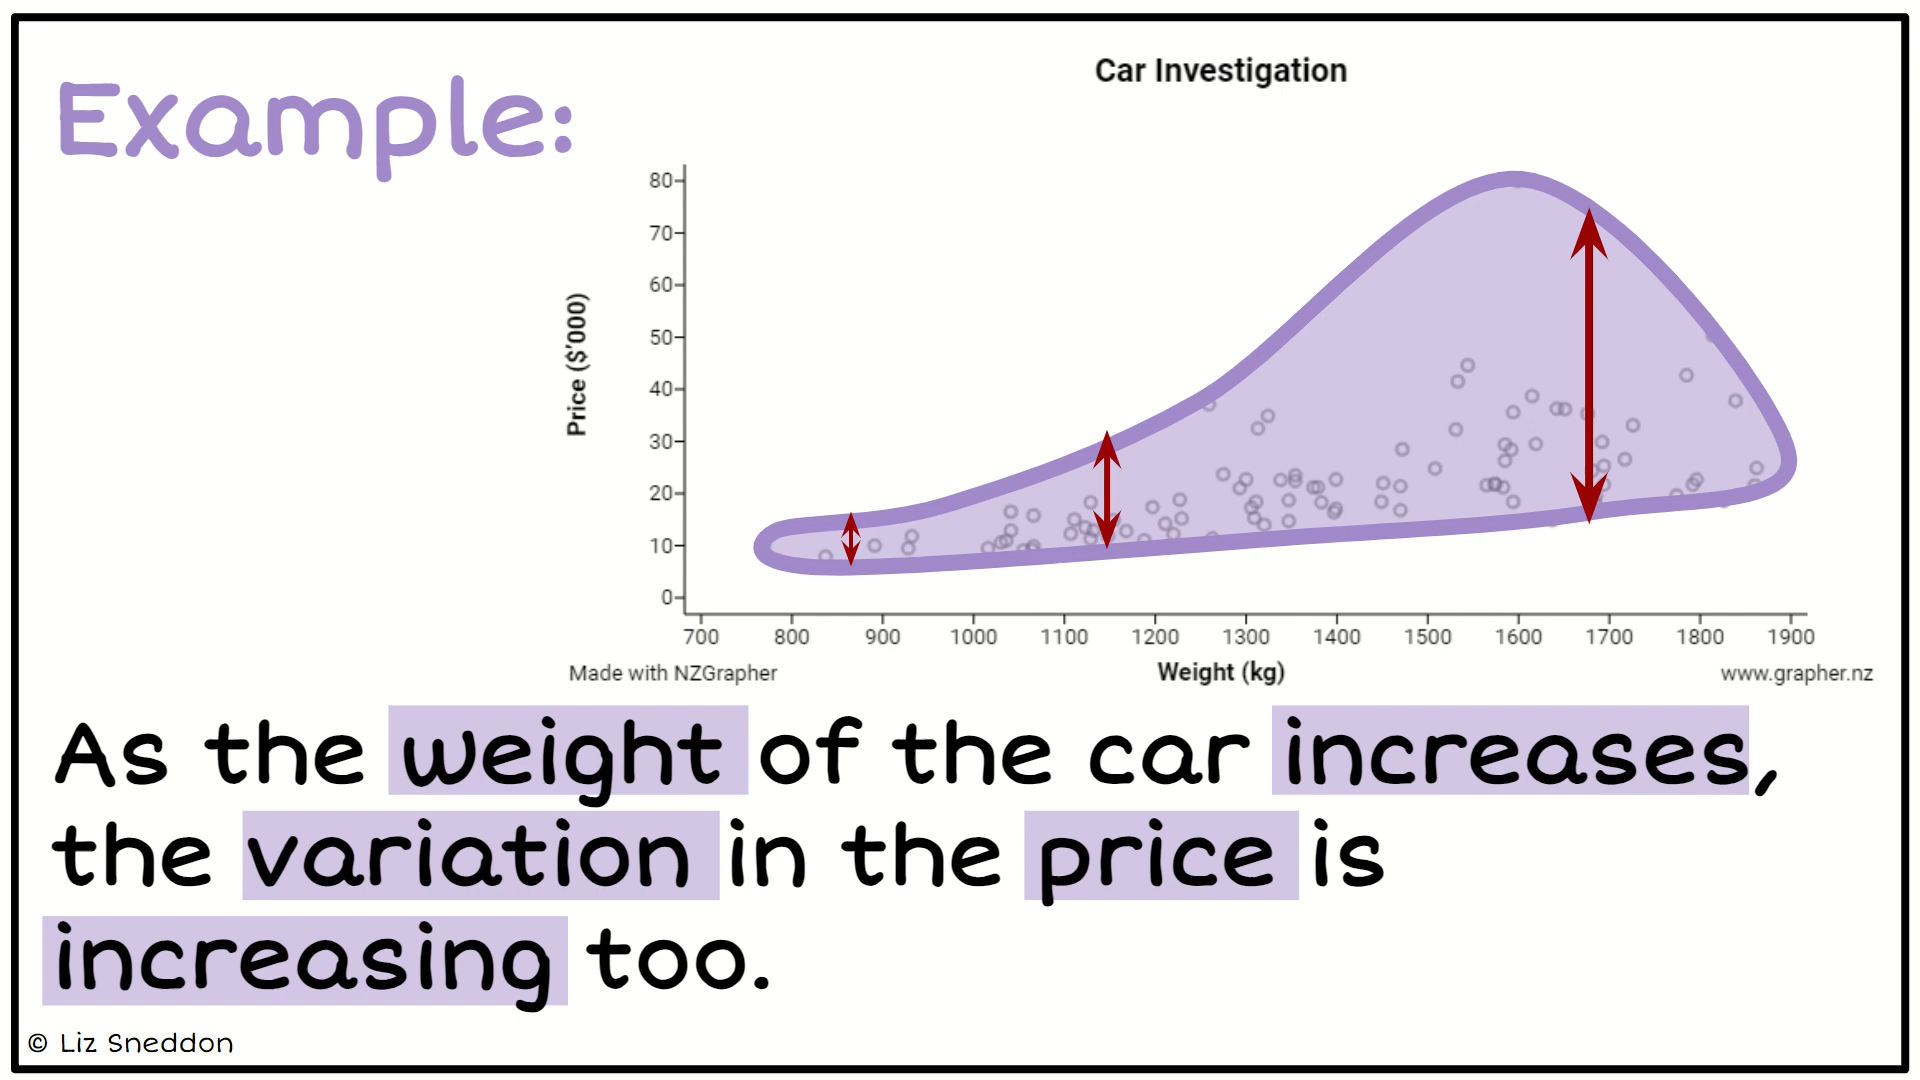 Example:
Car Investigation
80
70
60
50
40
30
20
10
0
Price ($'000)
700 800 900 1000 1100 1200 1300 1400 1500 1600 1700 1800 1900
Made with NZGrapher
Weight (kg)
www.grapher.nz
As the weight of the car increases,
the variation in the price is
increasing too.
© Liz Sneddon